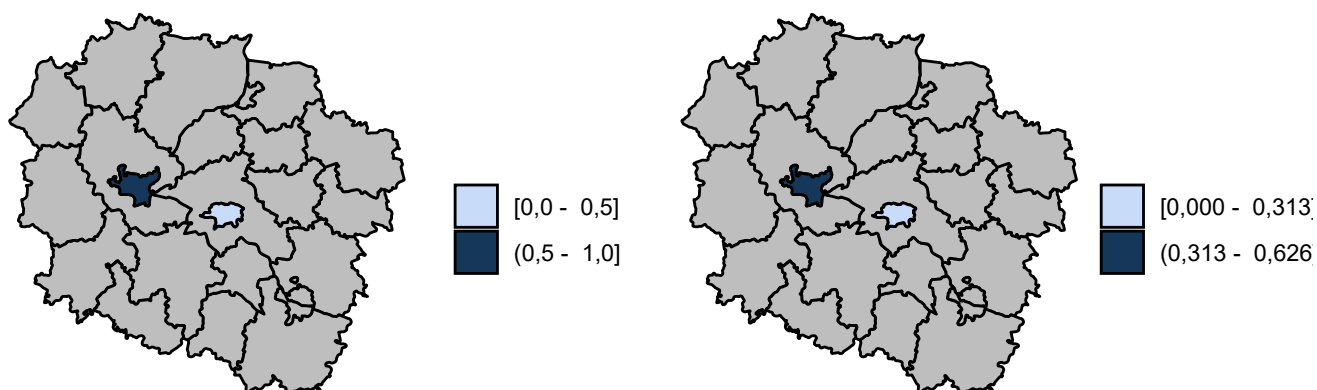 [0,0 - 0,5]
(0,5 - 1,0]
[0,000 - 0,313]
(0,313 - 0,626]